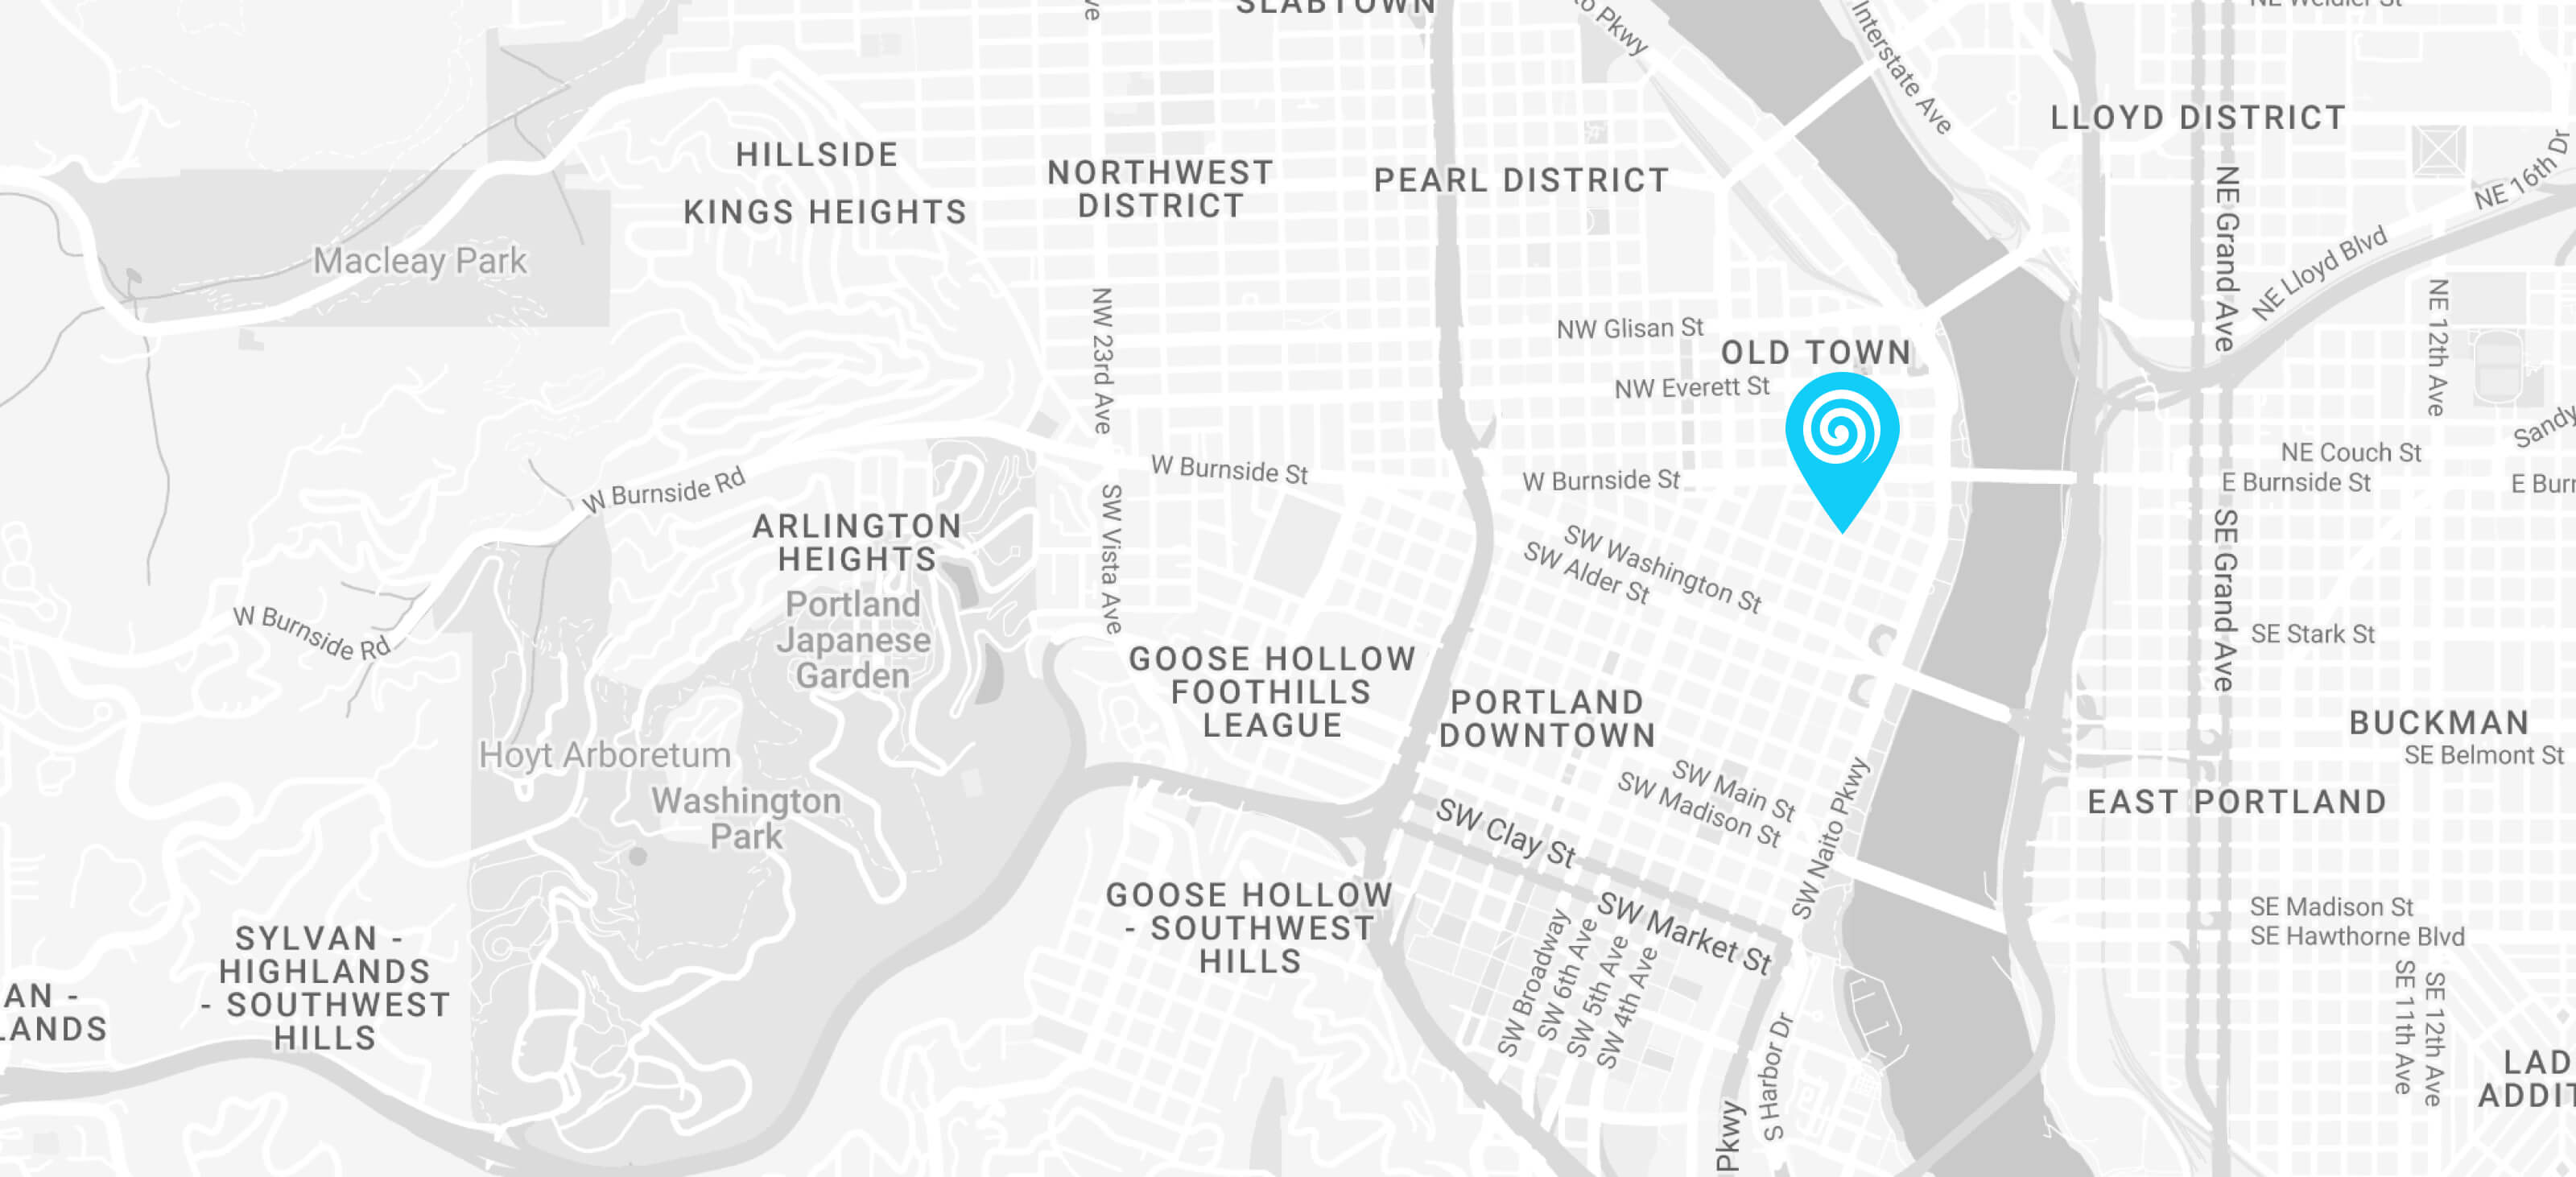 SLABTOWN
Interstate Ave
LLOYD DISTRICT
HILLSIDE
KINGS HEIGHTS
NORTHWEST
DISTRICT
PEARL DISTRICT
NE 16th Dr
NE Grand Ave
NE Lloyd Blvd
Macleay Park
NW 23rd Ave
NW Glisan St
OLD TOWN
NW Everett St
NE 12th Ave
Sandy
NE Couch St
W Burnside St
W Burnside St
E Burnside St
E Burn
W Burnside Rd
ARLINGTON
HEIGHTS
SW Vista Ave
SW Washington St
SW Alder St
SE Grand Ave
Portland
Japanese
Garden
W Burnside Rd
SE Stark St
GOOSE HOLLOW
FOOTHILLS
LEAGUE
PORTLAND
DOWNTOWN
BUCKMAN
SE Belmont St
Hoyt Arboretum
Washington
Park
SW Main St
SW Madison St
SW Naito Pkwy
EAST PORTLAND
SW Clay St
GOOSE HOLLOW
- SOUTHWEST
HILLS
SW Market St
SW Broadway
SW 6th Ave
SW 5th Ave
SW 4th Ave
SE Madison St
SE Hawthorne Blvd
SYLVAN -
HIGHLANDS
- SOUTHWEST
HILLS
AN -
LANDS
SE 11th Ave
SE 12th Ave
S Harbor Dr
Pkwy
LAD
ADDIT